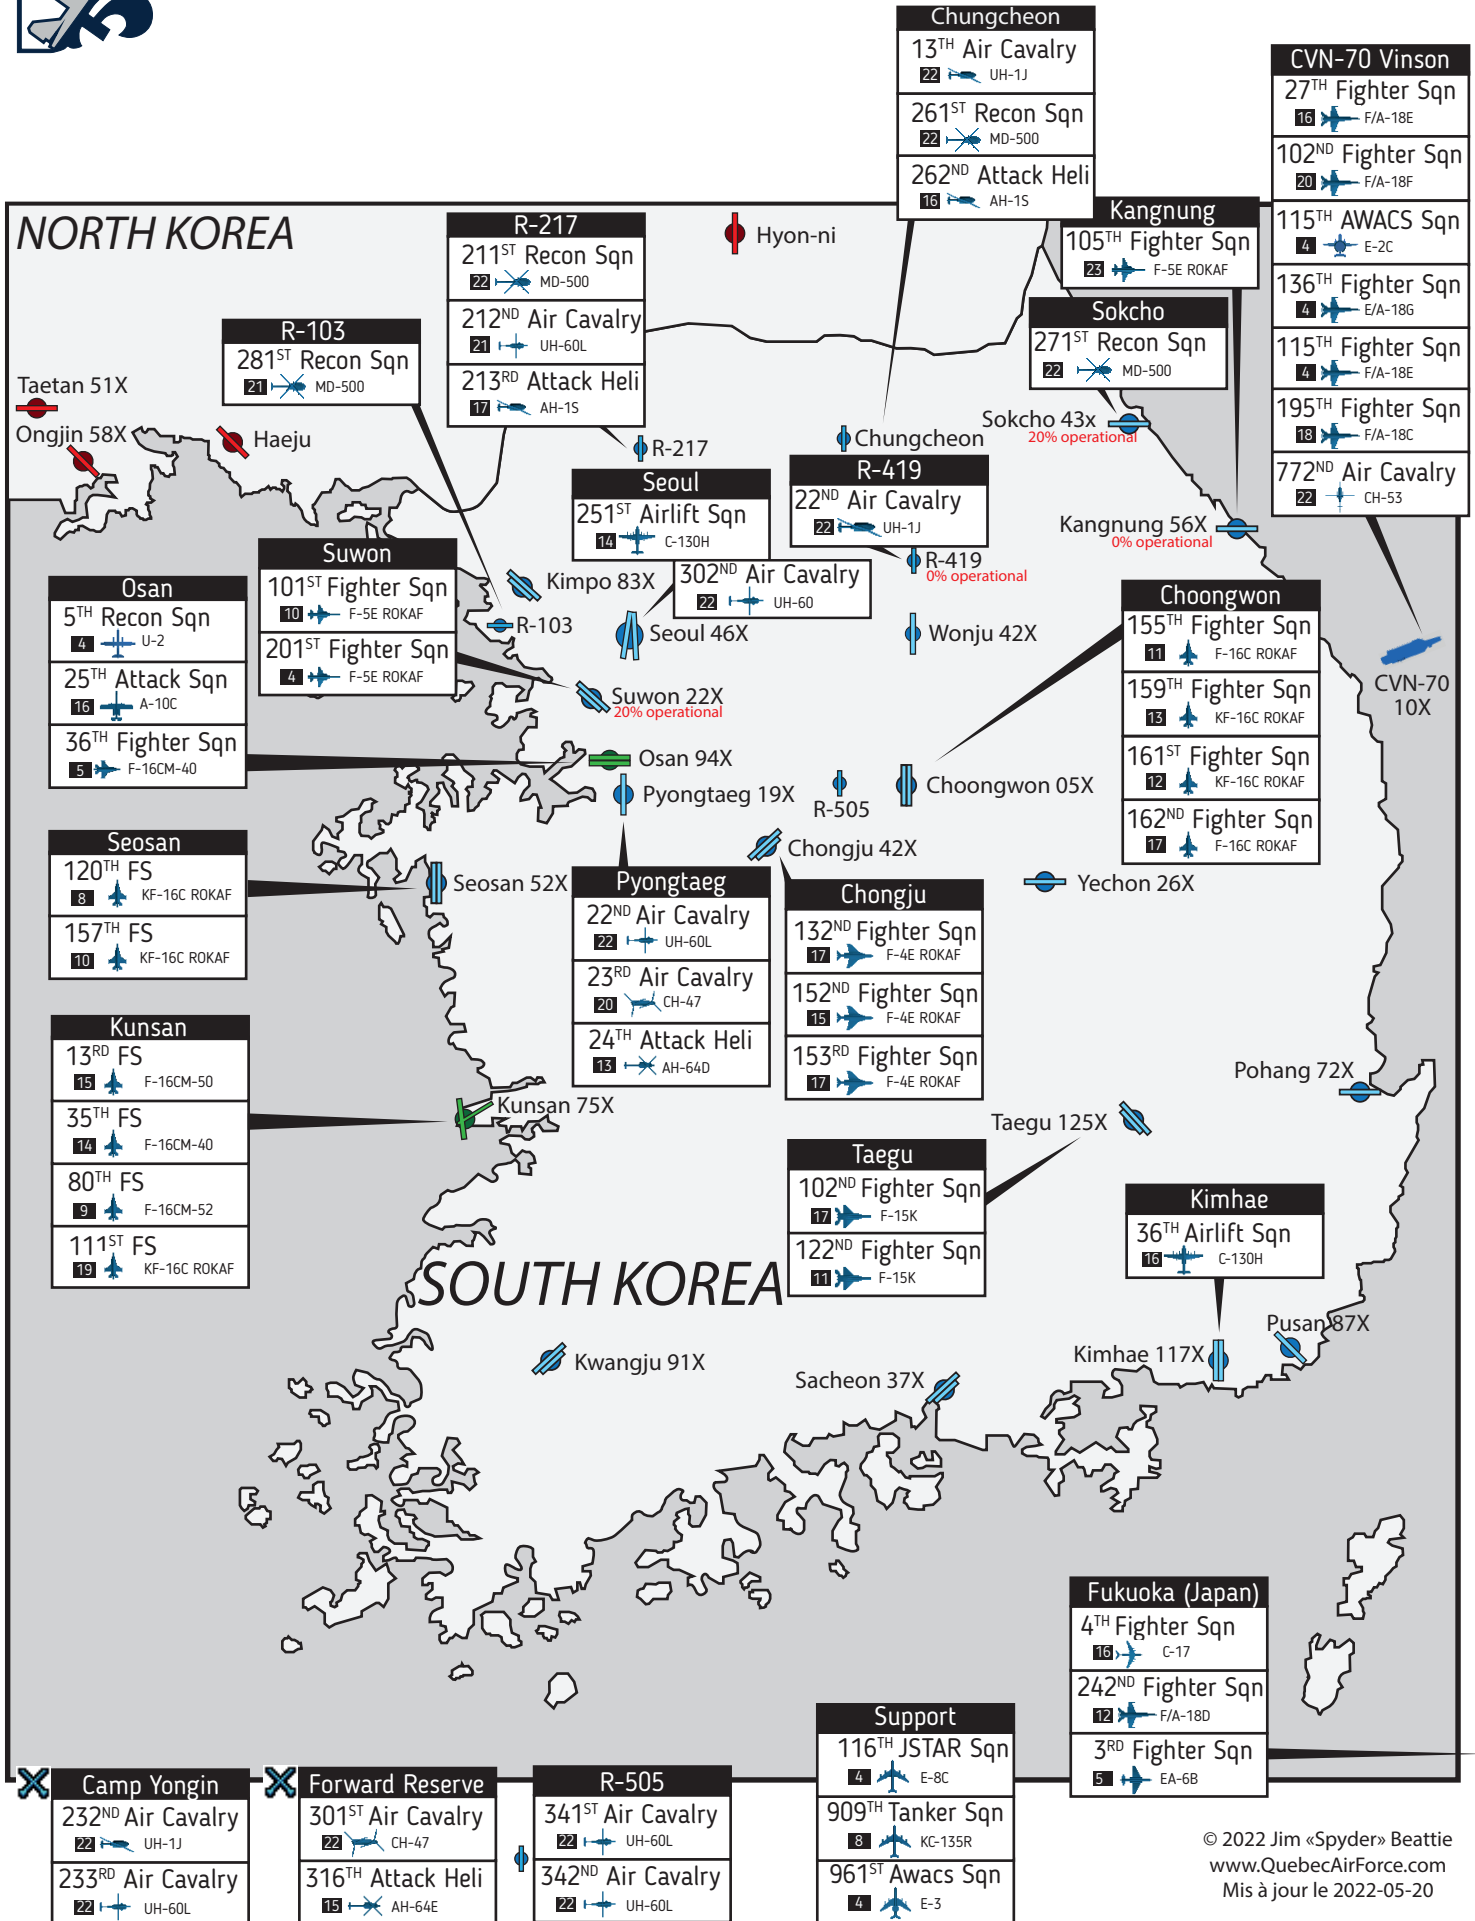 Chungcheon
13TH Air Cavalry
22 UH-1J
261ST Recon Sqn
22 MD-500
262ND Attack Heli
16 AH-1S
CVN-70 Vinson
27TH Fighter Sqn
16 F/A-18E
102ND Fighter Sqn
20 F/A-18F
115TH AWACS Sqn
4 E-2C
136TH Fighter Sqn
4 E/A-18G
115TH Fighter Sqn
4 F/A-18E
195TH Fighter Sqn
18 F/A-18C
772ND Air Cavalry
22 CH-53
NORTH KOREA
R-217
211ST Recon Sqn
22 MD-500
212ND Air Cavalry
21 UH-60L
213RD Attack Heli
17 AH-1S
Hyon-ni
Kangnung
105TH Fighter Sqn
23 F-5E ROKAF
Sokcho
271ST Recon Sqn
22 MD-500
R-103
281ST Recon Sqn
21 MD-500
Taetan 51X
Ongjin 58X
Haeju
R-217
Chungcheon
Sokcho 43x
20% operational
Seoul
251ST Airlift Sqn
14 C-130H
302ND Air Cavalry
22 UH-60
R-419
22ND Air Cavalry
22 UH-1J
R-419
0% operational
Kangnung 56X
0% operational
Suwon
101ST Fighter Sqn
10 F-5E ROKAF
201ST Fighter Sqn
4 F-5E ROKAF
Kimpo 83X
R-103
Seoul 46X
Wonju 42X
Osan
5TH Recon Sqn
4 U-2
25TH Attack Sqn
16 A-10C
36TH Fighter Sqn
5 F-16CM-40
Choongwon
155TH Fighter Sqn
11 F-16C ROKAF
159TH Fighter Sqn
13 KF-16C ROKAF
161ST Fighter Sqn
12 KF-16C ROKAF
162ND Fighter Sqn
17 F-16C ROKAF
CVN-70
10X
Suwon 22X
20% operational
Osan 94X
Pyongtaeg 19X
R-505
Choongwon 05X
Chongju 42X
Seosan
120TH FS
8 KF-16C ROKAF
157TH FS
10 KF-16C ROKAF
Seosan 52X
Yechon 26X
Pyongtaeg
22ND Air Cavalry
22 UH-60L
23RD Air Cavalry
20 CH-47
24TH Attack Heli
13 AH-64D
Chongju
132ND Fighter Sqn
17 F-4E ROKAF
152ND Fighter Sqn
15 F-4E ROKAF
153RD Fighter Sqn
17 F-4E ROKAF
Kunsan
13RD FS
15 F-16CM-50
35TH FS
14 F-16CM-40
80TH FS
9 F-16CM-52
111ST FS
19 KF-16C ROKAF
Kunsan 75X
Pohang 72X
Taegu 125X
Taegu
102ND Fighter Sqn
17 F-15K
122ND Fighter Sqn
11 F-15K
Kimhae
36TH Airlift Sqn
16 C-130H
SOUTH KOREA
Kwangju 91X
Sacheon 37X
Kimhae 117X
Pusan 87X
Fukuoka (Japan)
4TH Fighter Sqn
16 C-17
242ND Fighter Sqn
12 F/A-18D
3RD Fighter Sqn
5 EA-6B
Support
116TH JSTAR Sqn
4 E-8C
909TH Tanker Sqn
8 KC-135R
961ST Awacs Sqn
4 E-3
Camp Yongin
232ND Air Cavalry
22 UH-1J
233RD Air Cavalry
22 UH-60L
Forward Reserve
301ST Air Cavalry
22 CH-47
316TH Attack Heli
15 AH-64E
R-505
341ST Air Cavalry
22 UH-60L
342ND Air Cavalry
22 UH-60L
© 2022 Jim «Spyder» Beattie
www.QuebecAirForce.com
Mis à jour le 2022-05-20